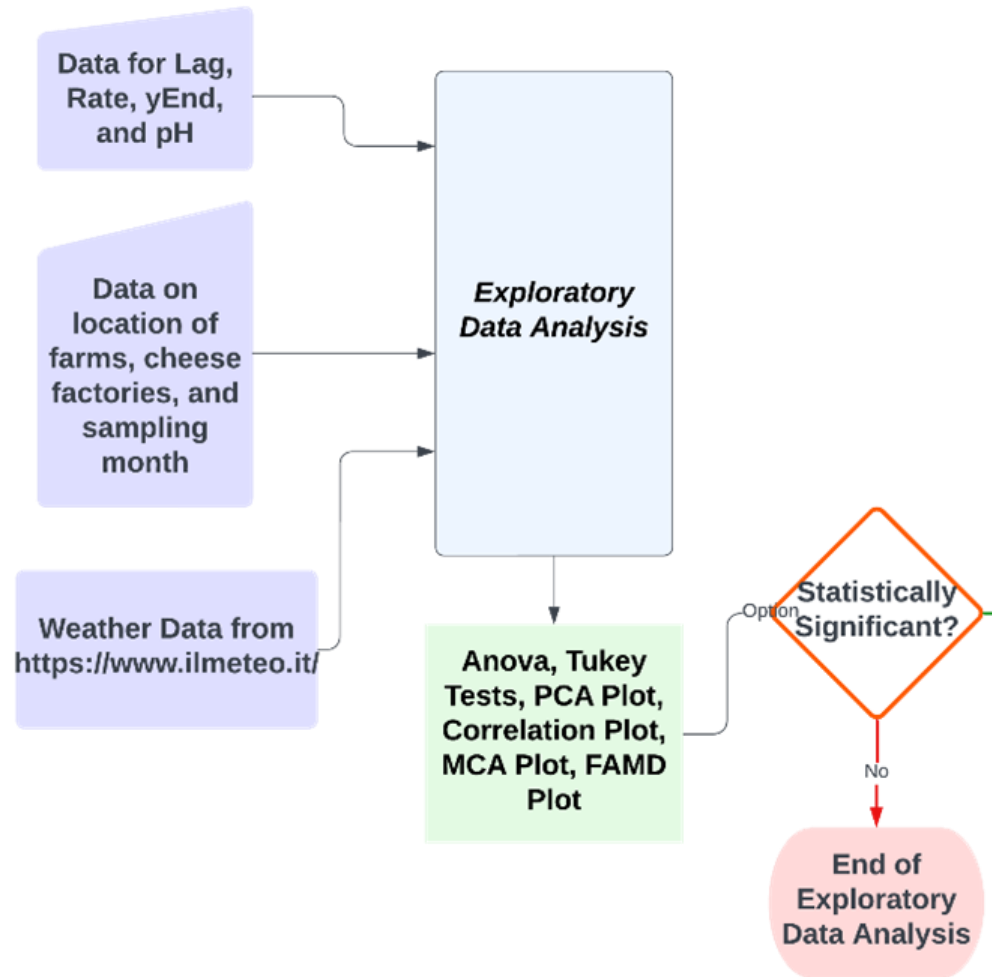 Data for Lag,
Rate, yEnd,
and pH
Exploratory
Data Analysis
Data on
location of
farms, cheese
factories, and
sampling
month
Weather Data from
https://www.ilmeteo.it/
Anova, Tukey
Tests, PCA Plot,
Correlation Plot,
MCA Plot, FAMD
Plot
Option
Statistically
Significant?
No
End of
Exploratory
Data Analysis